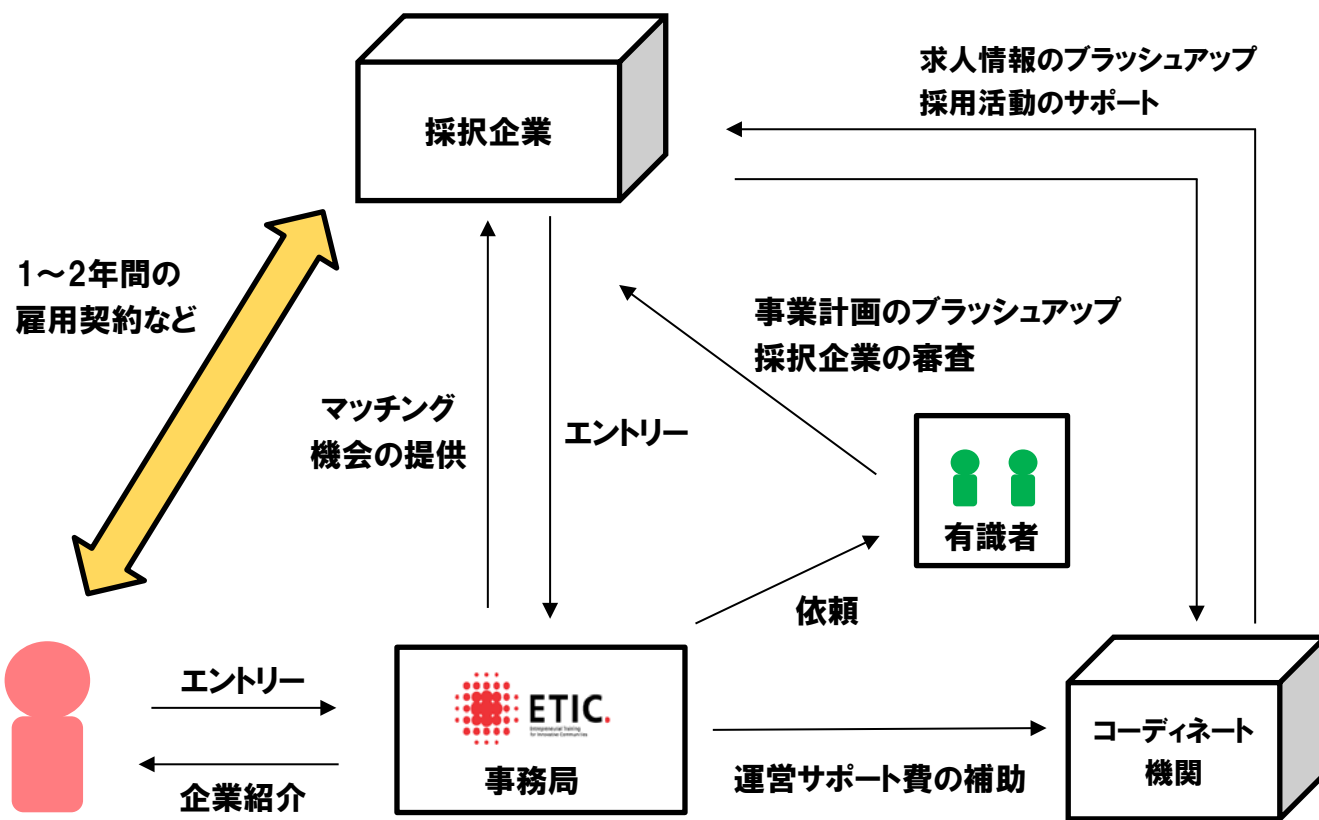 採択企業
求人情報のブラッシュアップ
採用活動のサポート
1～2年間の
雇用契約など
事業計画のブラッシュアップ
採択企業の審査
マッチング
機会の提供
エントリー
有識者
依頼
エントリー
企業紹介
ETIC.
Entrepreneurial Training
for Innovative Communities
事務局
運営サポート費の補助
コーディネート
機関